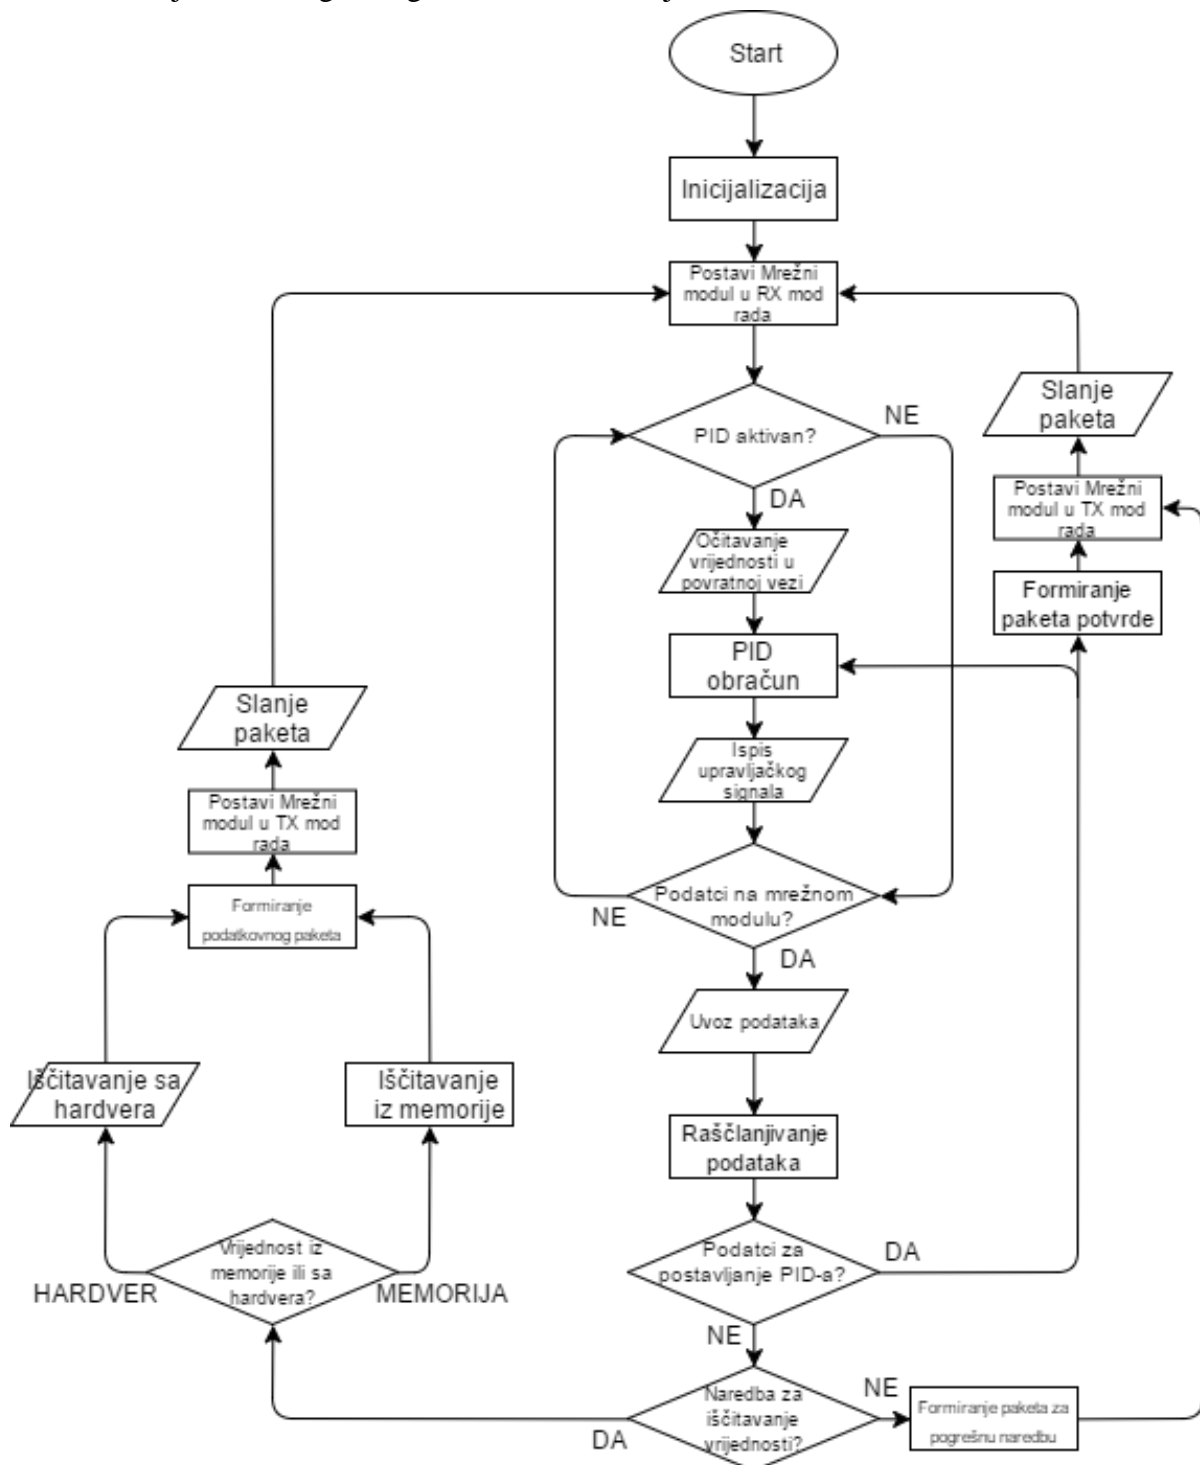 Start
Inicijalizacija
Postavi Mrežni
modul u RX mod
rada
PID aktivan?
NE
DA
Očitavanje
vrijednosti u
povratnoj vezi
PID
obračun
Ispis
upravljačkog
signala
Podatci na mrežnom
modulu?
NE
DA
Uvoz podataka
Raščlanjivanje
podataka
Podatci za
postavljanje PID-a?
DA
NE
Naredba za
iščitavanje
vrijednosti?
DA
NE
Formiranje paketa za
pogrešnu naredbu
Slanje
paketa
Postavi Mrežni
modul u TX mod
rada
Formiranje
paketa potvrde
Slanje
paketa
Postavi Mrežni
modul u TX mod
rada
Formiranje
podatkovnog paketa
Iščitavanje sa
hardvera
Iščitavanje
iz memorije
Vrijednost iz
memorije ili sa
hardvera?
HARDVER
MEMORIJA